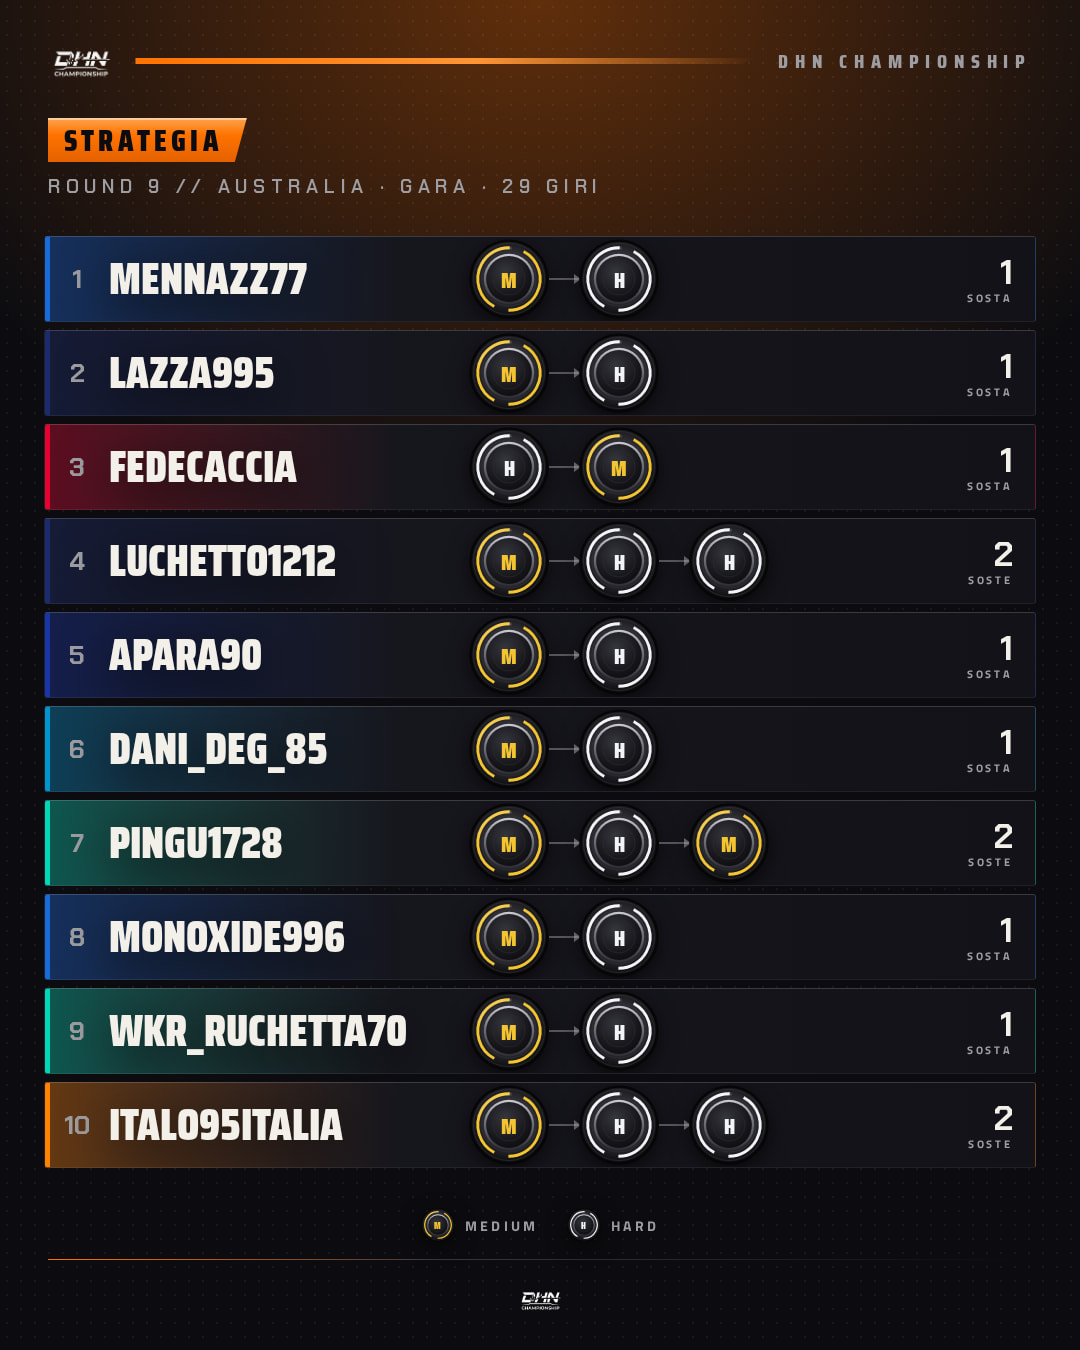 DHN
CHAMPIONSHIP
DHN CHAMPIONSHIP
STRATEGIA
ROUND 9 // AUSTRALIA · GARA · 29 GIRI
1 MENNAZZ77 M H 1 SOSTA
2 LAZZA995 M H 1 SOSTA
3 FEDECACCIA H M 1 SOSTA
4 LUCHETTO1212 M H H 2 SOSTE
5 APARA90 M H 1 SOSTA
6 DANI_DEG_85 M H 1 SOSTA
7 PINGU1728 M H M 2 SOSTE
8 MONOXIDE996 M H 1 SOSTA
9 WKR_RUCHETTA70 M H 1 SOSTA
10 ITALO95ITALIA M H H 2 SOSTE
M MEDIUM H HARD
DHN
CHAMPIONSHIP